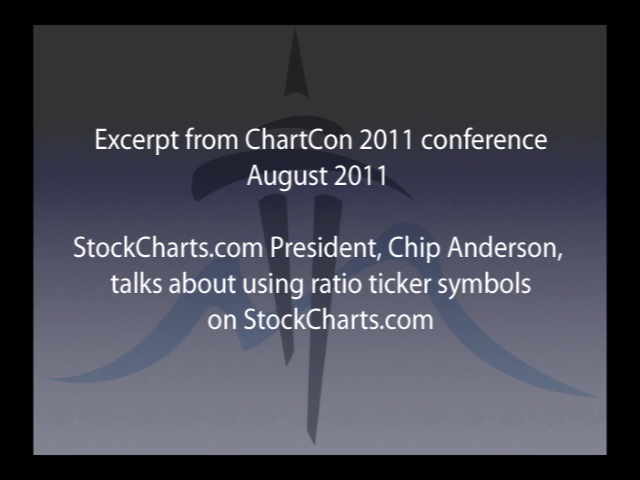 Excerpt from ChartCon 2011 conference
August 2011
StockCharts.com President, Chip Anderson,
talks about using ratio ticker symbols
on StockCharts.com